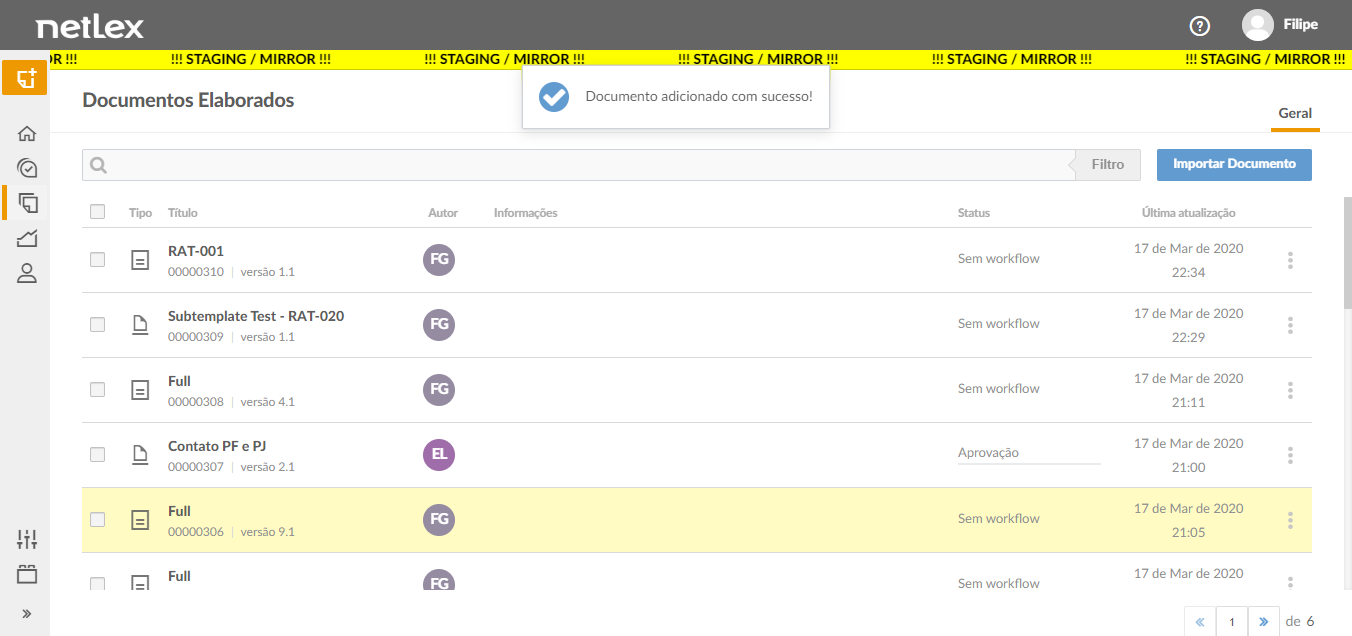 netlex
? Filipe
OR !!! !!! STAGING / MIRROR !!! !!! STAGING / MIRROR !!! !!! STAGING / MIRROR !!! !!! STAGING / MIRROR !!! !!! STAGING / MIRROR !!!
Documentos Elaborados
Documento adicionado com sucesso!
Geral
Filtro
Importar Documento
Tipo Título Autor Informações Status Última atualização
RAT-001
00000310 | versão 1.1
FG
Sem workflow
17 de Mar de 2020
22:34
Subtemplate Test - RAT-020
00000309 | versão 1.1
FG
Sem workflow
17 de Mar de 2020
22:29
Full
00000308 | versão 4.1
FG
Sem workflow
17 de Mar de 2020
21:11
Contato PF e PJ
00000307 | versão 2.1
EL
Aprovação
17 de Mar de 2020
21:00
Full
00000306 | versão 9.1
FG
Sem workflow
17 de Mar de 2020
21:05
Full
FG
Sem workflow
17 de Mar de 2020
« 1 » de 6
»